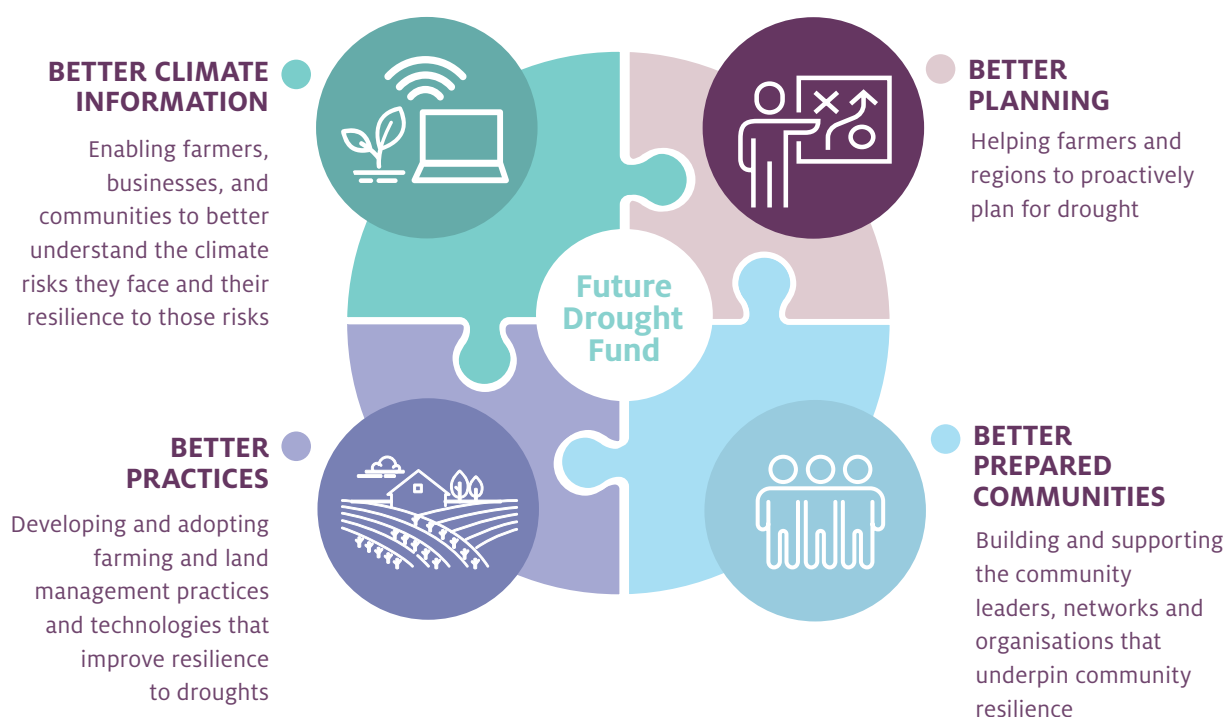 BETTER CLIMATE
INFORMATION
Enabling farmers,
businesses, and
communities to better
understand the climate
risks they face and their
resilience to those risks
BETTER
PLANNING
Helping farmers and
regions to proactively
plan for drought
Future
Drought
Fund
BETTER
PRACTICES
Developing and adopting
farming and land
management practices
and technologies that
improve resilience
to droughts
BETTER
PREPARED
COMMUNITIES
Building and supporting
the community
leaders, networks and
organisations that
underpin community
resilience